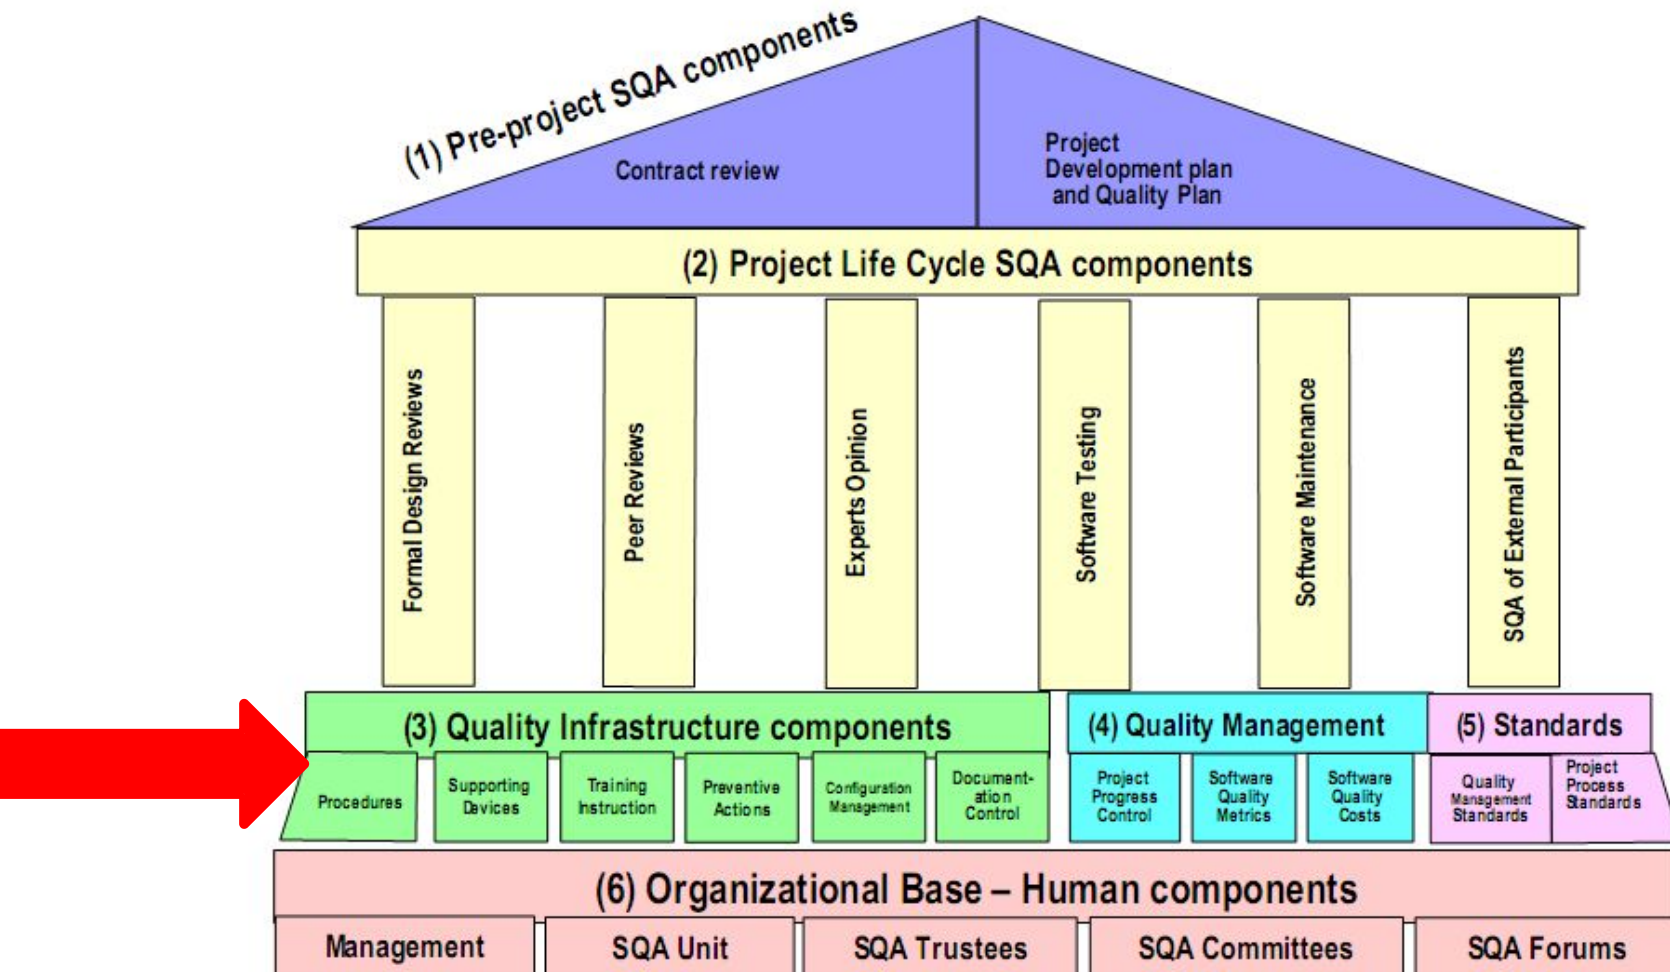 (1) Pre-project SQA components
Contract review
Project
Development plan
and Quality Plan
(2) Project Life Cycle SQA components
Formal Design Reviews
Peer Reviews
Experts Opinion
Software Testing
Software Maintenance
SQA of External Participants
(3) Quality Infrastructure components
(4) Quality Management
(5) Standards
Procedures
Supporting
Devices
Training
Instruction
Preventive
Actions
Configuration
Management
Document-
ation
Control
Project
Progress
Control
Software
Quality
Metrics
Software
Quality
Costs
Quality
Management
Standards
Project
Process
Standards
(6) Organizational Base – Human components
Management
SQA Unit
SQA Trustees
SQA Committees
SQA Forums